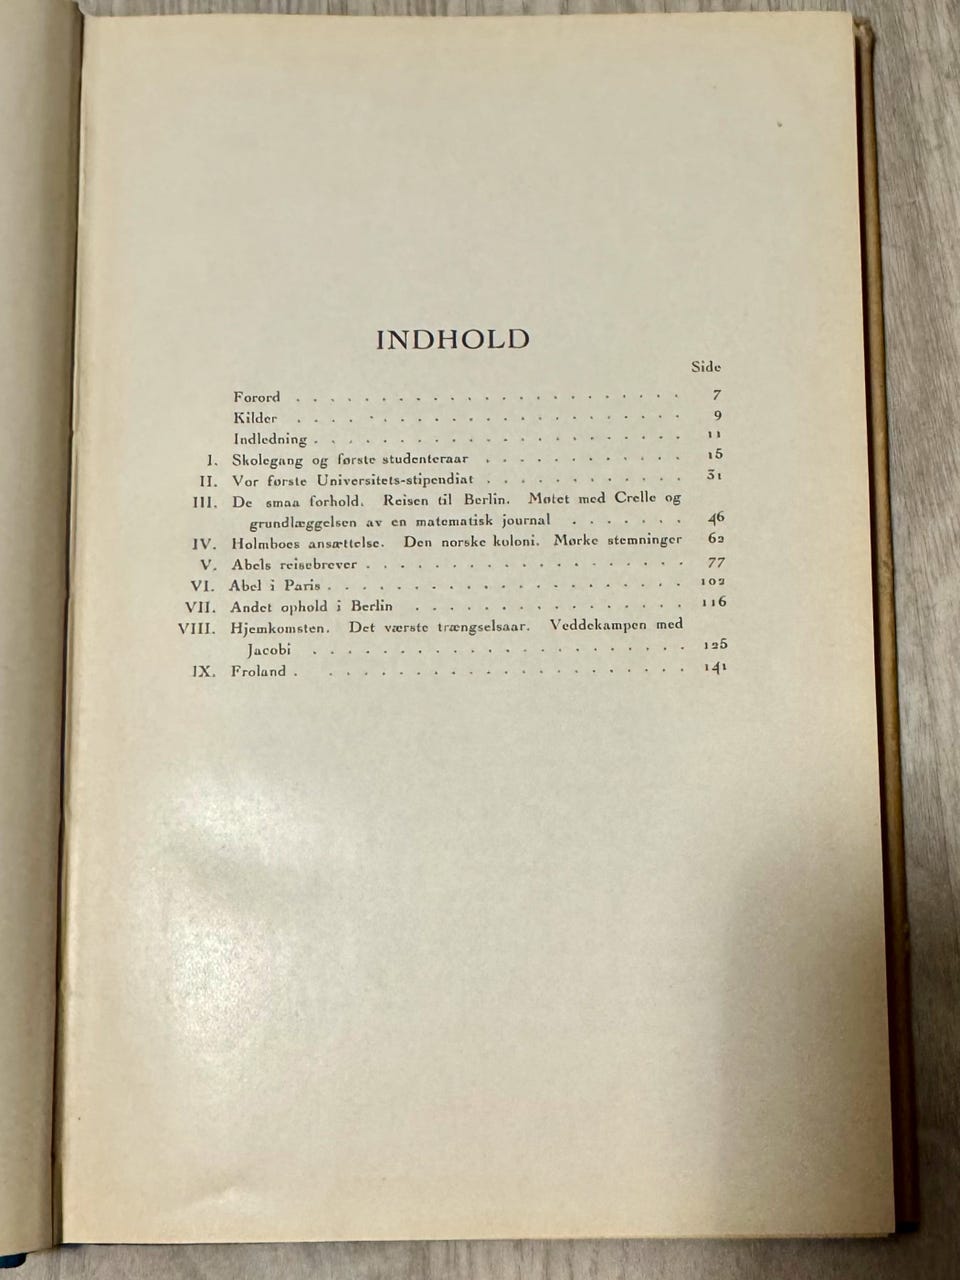 INDHOLD
Side
Forord . . . . . . . . . . . . . . . . . . . . . . . 7
Kilder . . . . . . . . . . . . . . . . . . . . . . . 9
Indledning . . . . . . . . . . . . . . . . . . . . . . 11
I. Skolegang og første studenteraar . . . . . . . . . . . . 15
II. Vor første Universitets-stipendiat . . . . . . . . . . . . 31
III. De smaa forhold. Reisen til Berlin. Møtet med Crelle og
grundlæggelsen av en matematisk journal . . . . . . . 46
IV. Holmboes ansættelse. Den norske koloni. Mørke stemninger 62
V. Abels reisebrever . . . . . . . . . . . . . . . . . . . 77
VI. Abel i Paris . . . . . . . . . . . . . . . . . . . . . 102
VII. Andet ophold i Berlin . . . . . . . . . . . . . . . . 116
VIII. Hjemkomsten. Det værste trængselsaar. Veddekampen med
Jacobi . . . . . . . . . . . . . . . . . . . . . . 125
IX. Froland . . . . . . . . . . . . . . . . . . . . . . 141